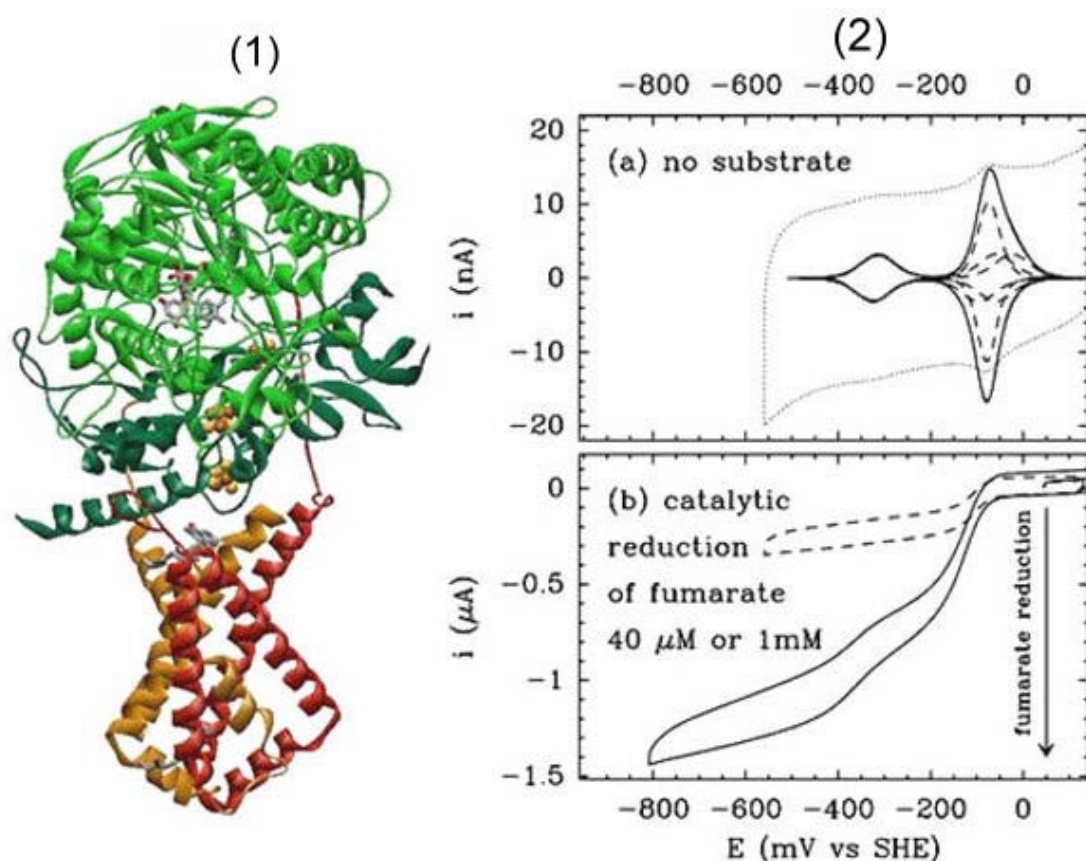 (1)
(2)
−800 −600 −400 −200 0
20
10
0
−10
−20
i (nA)
(a) no substrate
0
−0.5
−1
−1.5
i (μA)
(b) catalytic
reduction
of fumarate
40 μM or 1mM
fumarate reduction
−800 −600 −400 −200 0
E (mV vs SHE)